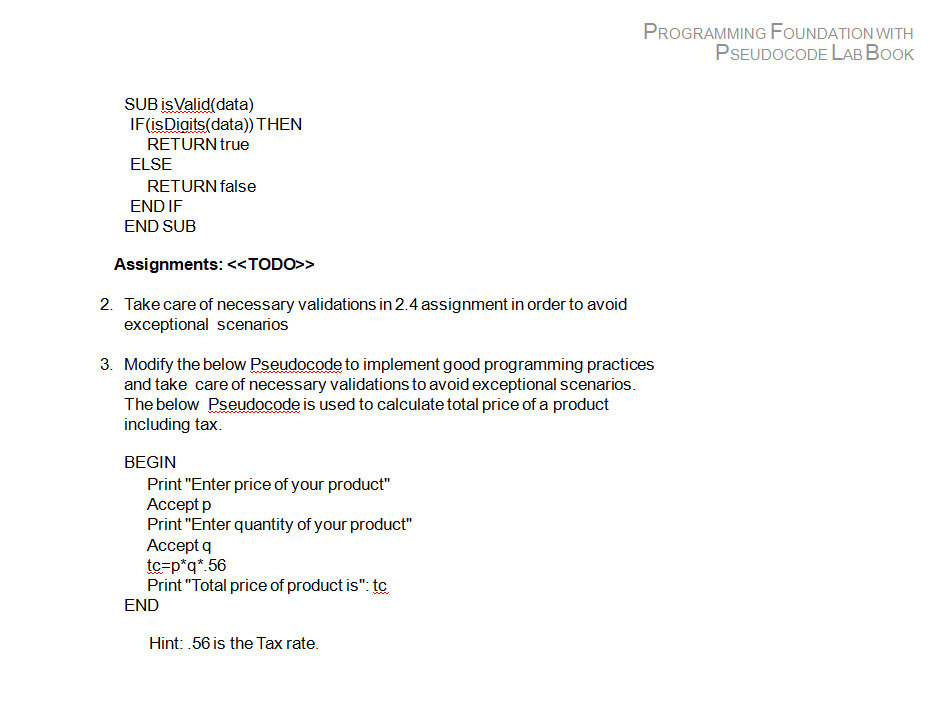 PROGRAMMING FOUNDATION WITH
PSEUDOCODE LAB BOOK
SUB isValid(data)
IF(isDigits(data)) THEN
RETURN true
ELSE
RETURN false
END IF
END SUB
Assignments: <<TODO>>
2. Take care of necessary validations in 2.4 assignment in order to avoid
exceptional scenarios
3. Modify the below Pseudocode to implement good programming practices
and take care of necessary validations to avoid exceptional scenarios.
The below Pseudocode is used to calculate total price of a product
including tax.
BEGIN
Print "Enter price of your product"
Accept p
Print "Enter quantity of your product"
Accept q
tc=p*q*.56
Print "Total price of product is": tc
END
Hint: .56 is the Tax rate.